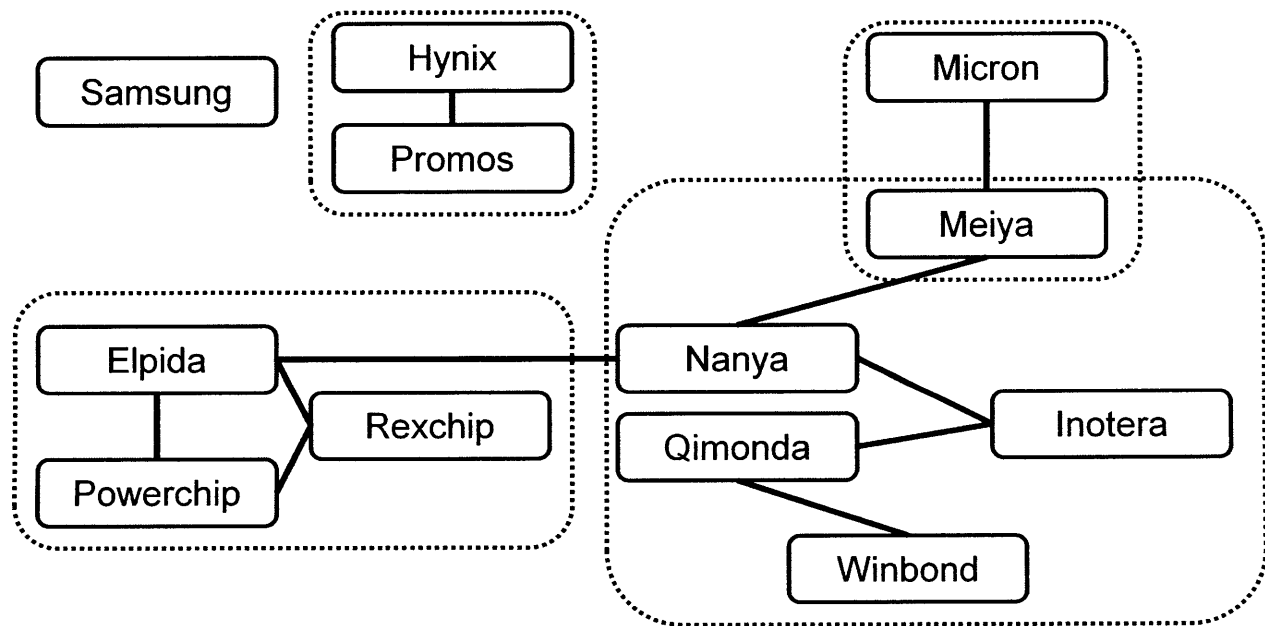 Samsung
Hynix
Promos
Micron
Meiya
Elpida
Rexchip
Powerchip
Nanya
Qimonda
Inotera
Winbond